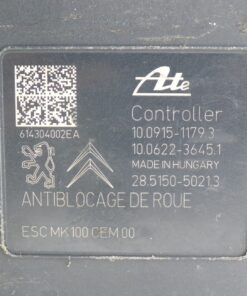 Ate
Controller
614304002EA
10.0915-1179.3
10.0622-3645.1
MADE IN HUNGARY
28.5150-5021.3
ANTIBLOCAGE DE ROUE
ESC MK100 CEM 00